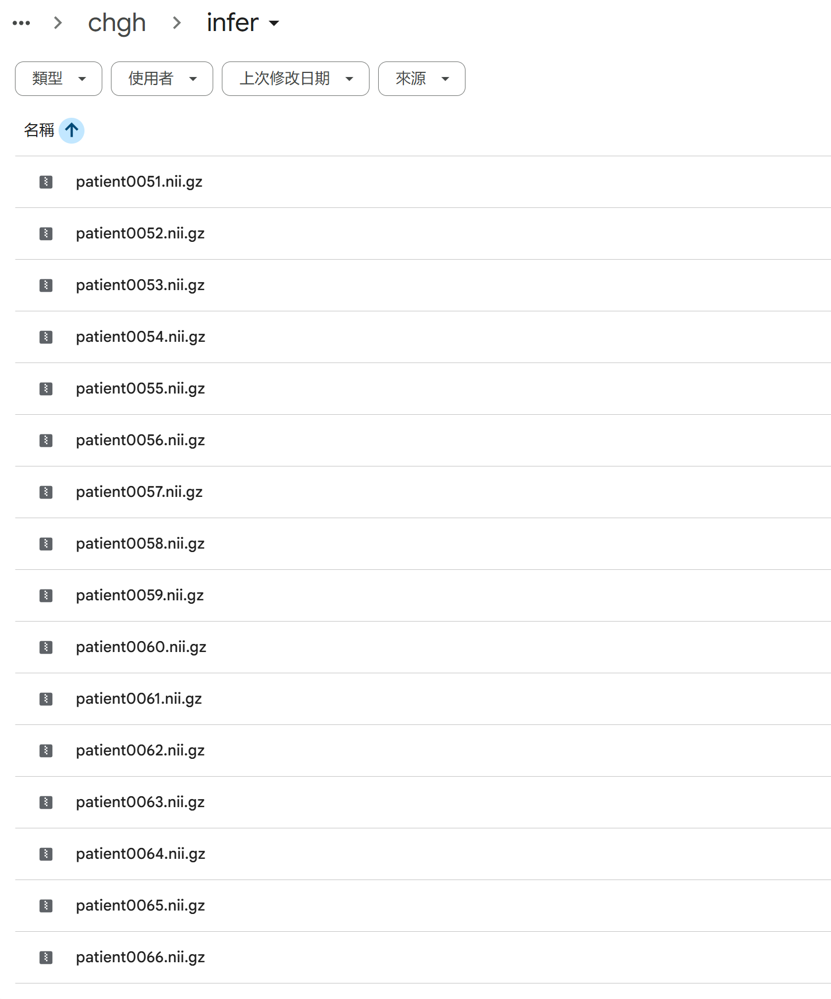 ... > chgh > infer
類型 使用者 上次修改日期 來源
名稱
patient0051.nii.gz
patient0052.nii.gz
patient0053.nii.gz
patient0054.nii.gz
patient0055.nii.gz
patient0056.nii.gz
patient0057.nii.gz
patient0058.nii.gz
patient0059.nii.gz
patient0060.nii.gz
patient0061.nii.gz
patient0062.nii.gz
patient0063.nii.gz
patient0064.nii.gz
patient0065.nii.gz
patient0066.nii.gz